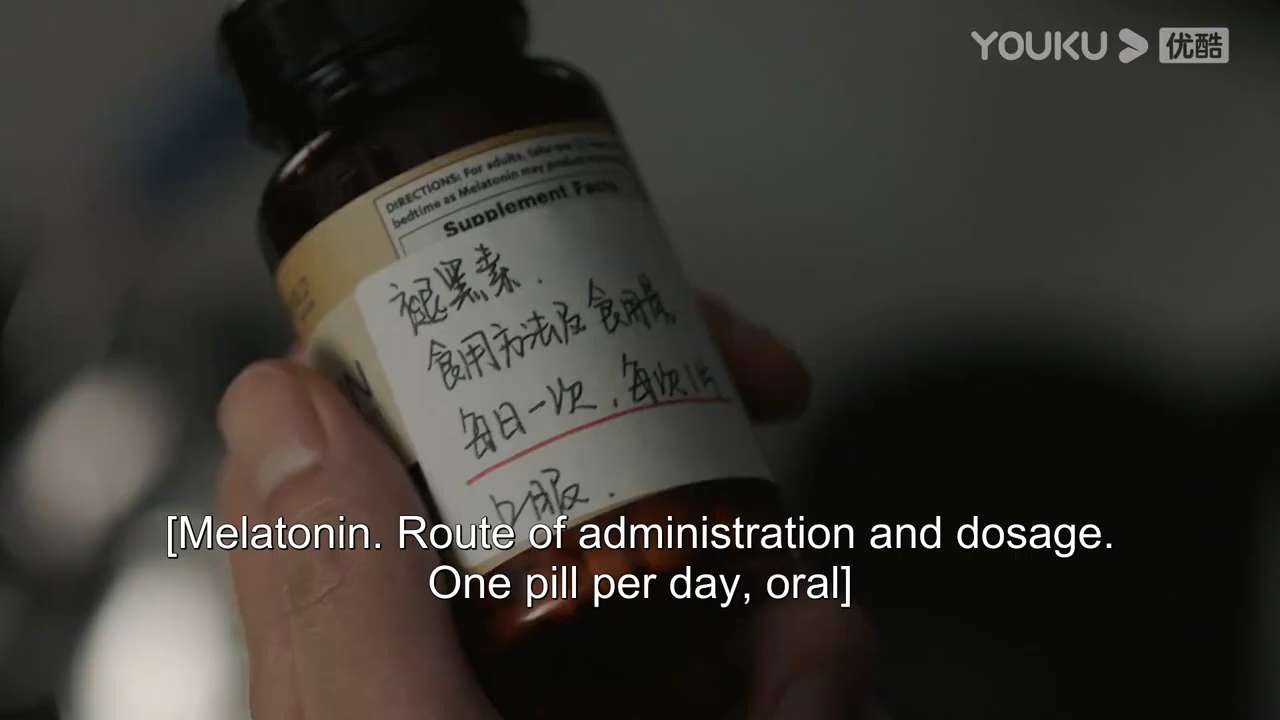 YOUKU 优酷
DIRECTIONS: For adults, take one
bedtime as Melatonin may produce
Supplement Facts
褪黑素.
食用方法及食用量
每日一次,每次1片
口服.
[Melatonin. Route of administration and dosage.
One pill per day, oral]